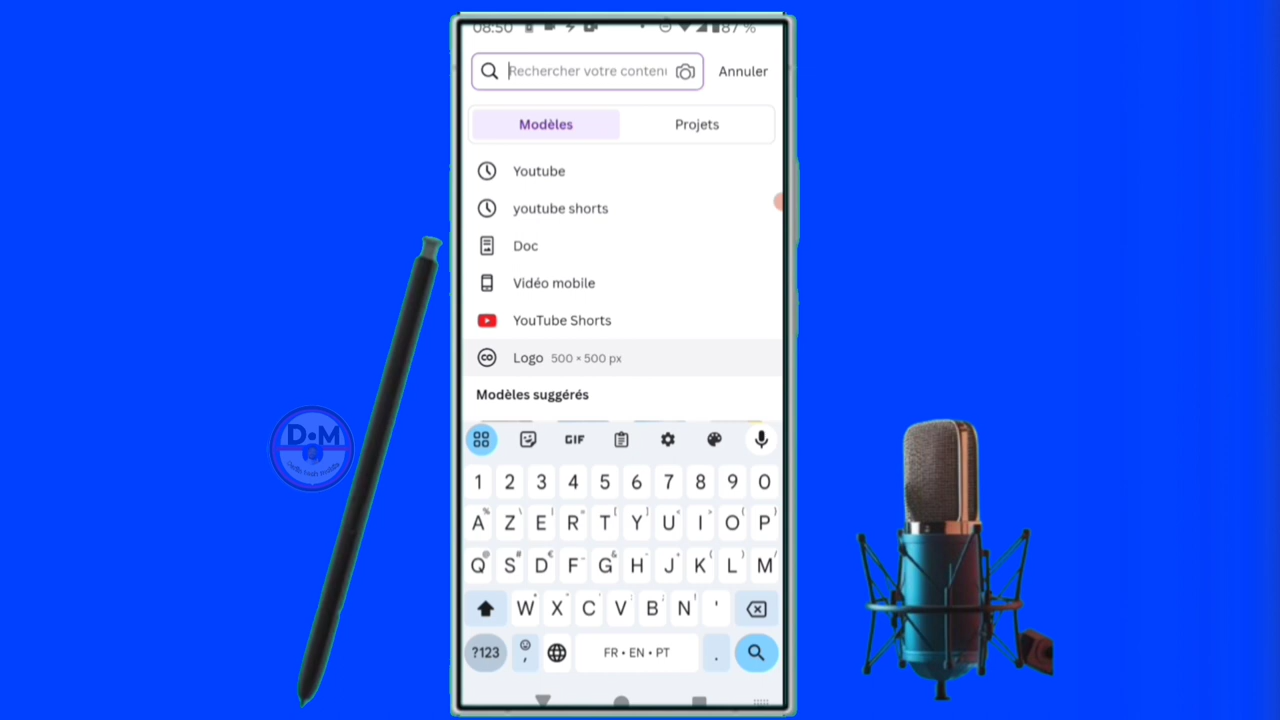 08:50 87 %
Rechercher votre conten
Annuler
Modèles Projets
Youtube
youtube shorts
Doc
Vidéo mobile
YouTube Shorts
Logo 500 × 500 px
Modèles suggérés
GIF
1 2 3 4 5 6 7 8 9 0
A Z E R T Y U I O P
Q S D F G H J K L M
W X C V B N '
?123 , FR • EN • PT .
D•M